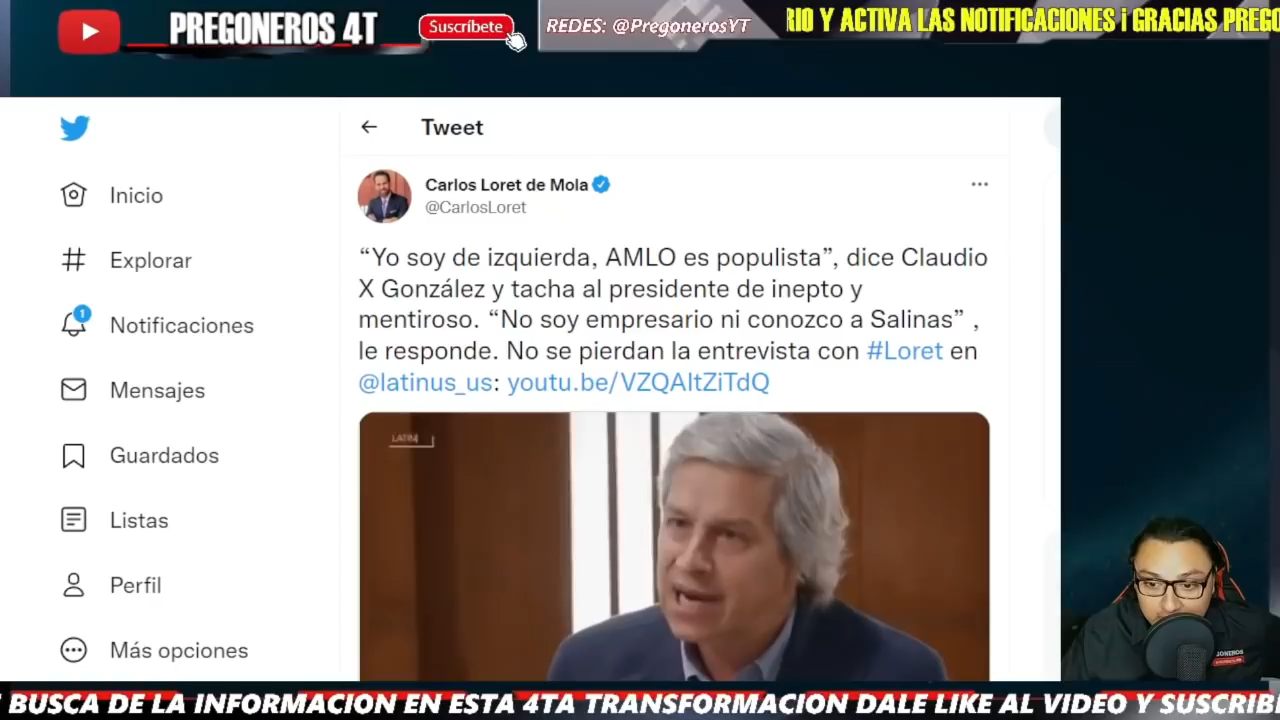 PREGONEROS 4T
Suscríbete
REDES: @PregonerosYT
RIO Y ACTIVA LAS NOTIFICACIONES ¡ GRACIAS PREGO
Tweet
Inicio
Explorar
1
Notificaciones
Mensajes
Guardados
Listas
Perfil
Más opciones
Carlos Loret de Mola
@CarlosLoret
“Yo soy de izquierda, AMLO es populista”, dice Claudio
X González y tacha al presidente de inepto y
mentiroso. “No soy empresario ni conozco a Salinas” ,
le responde. No se pierdan la entrevista con #Loret en
@latinus_us: youtu.be/VZQAltZiTdQ
BUSCA DE LA INFORMACION EN ESTA 4TA TRANSFORMACION DALE LIKE AL VIDEO Y SUSCRIB